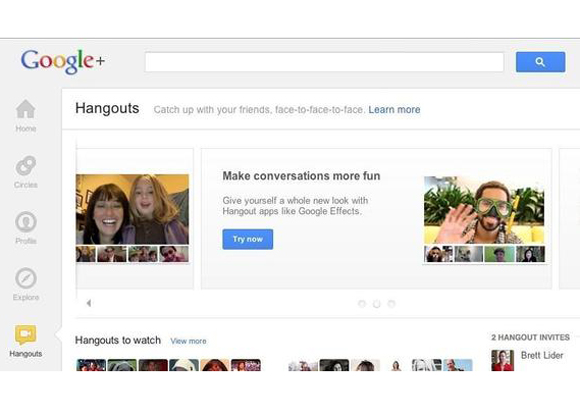 Google+
Hangouts
Catch up with your friends, face-to-face-to-face. Learn more
Home
Circles
Profile
Explore
Hangouts
Make conversations more fun
Give yourself a whole new look with
Hangout apps like Google Effects.
Try now
Hangouts to watch View more
2 HANGOUT INVITES
Brett Lider